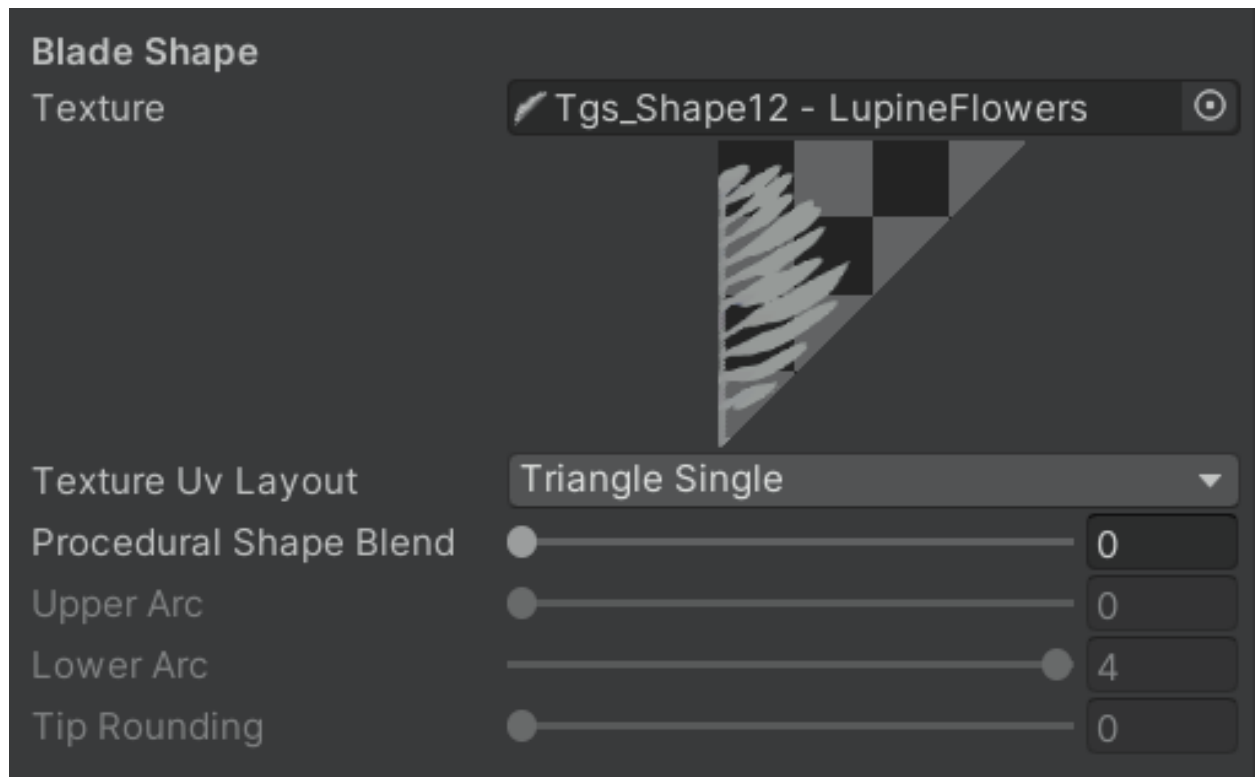 Blade Shape
Texture Tgs_Shape12 - LupineFlowers
Texture Uv Layout Triangle Single
Procedural Shape Blend 0
Upper Arc 0
Lower Arc 4
Tip Rounding 0